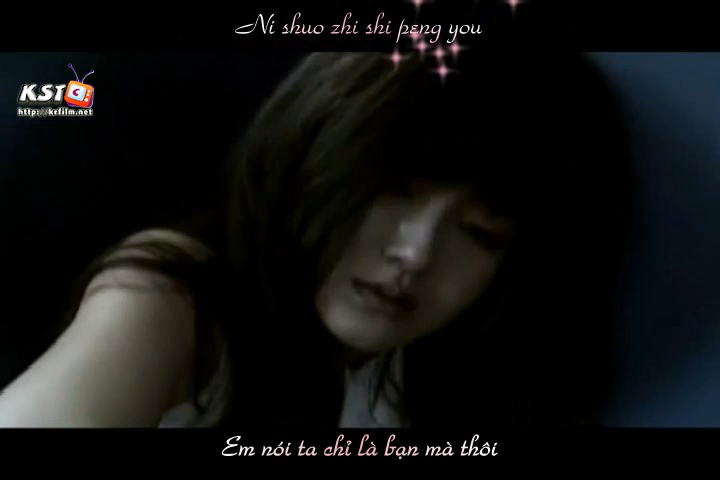 Ni shuo zhi shi peng you
KST
http://krfilm.net
Em nói ta chỉ là bạn mà thôi